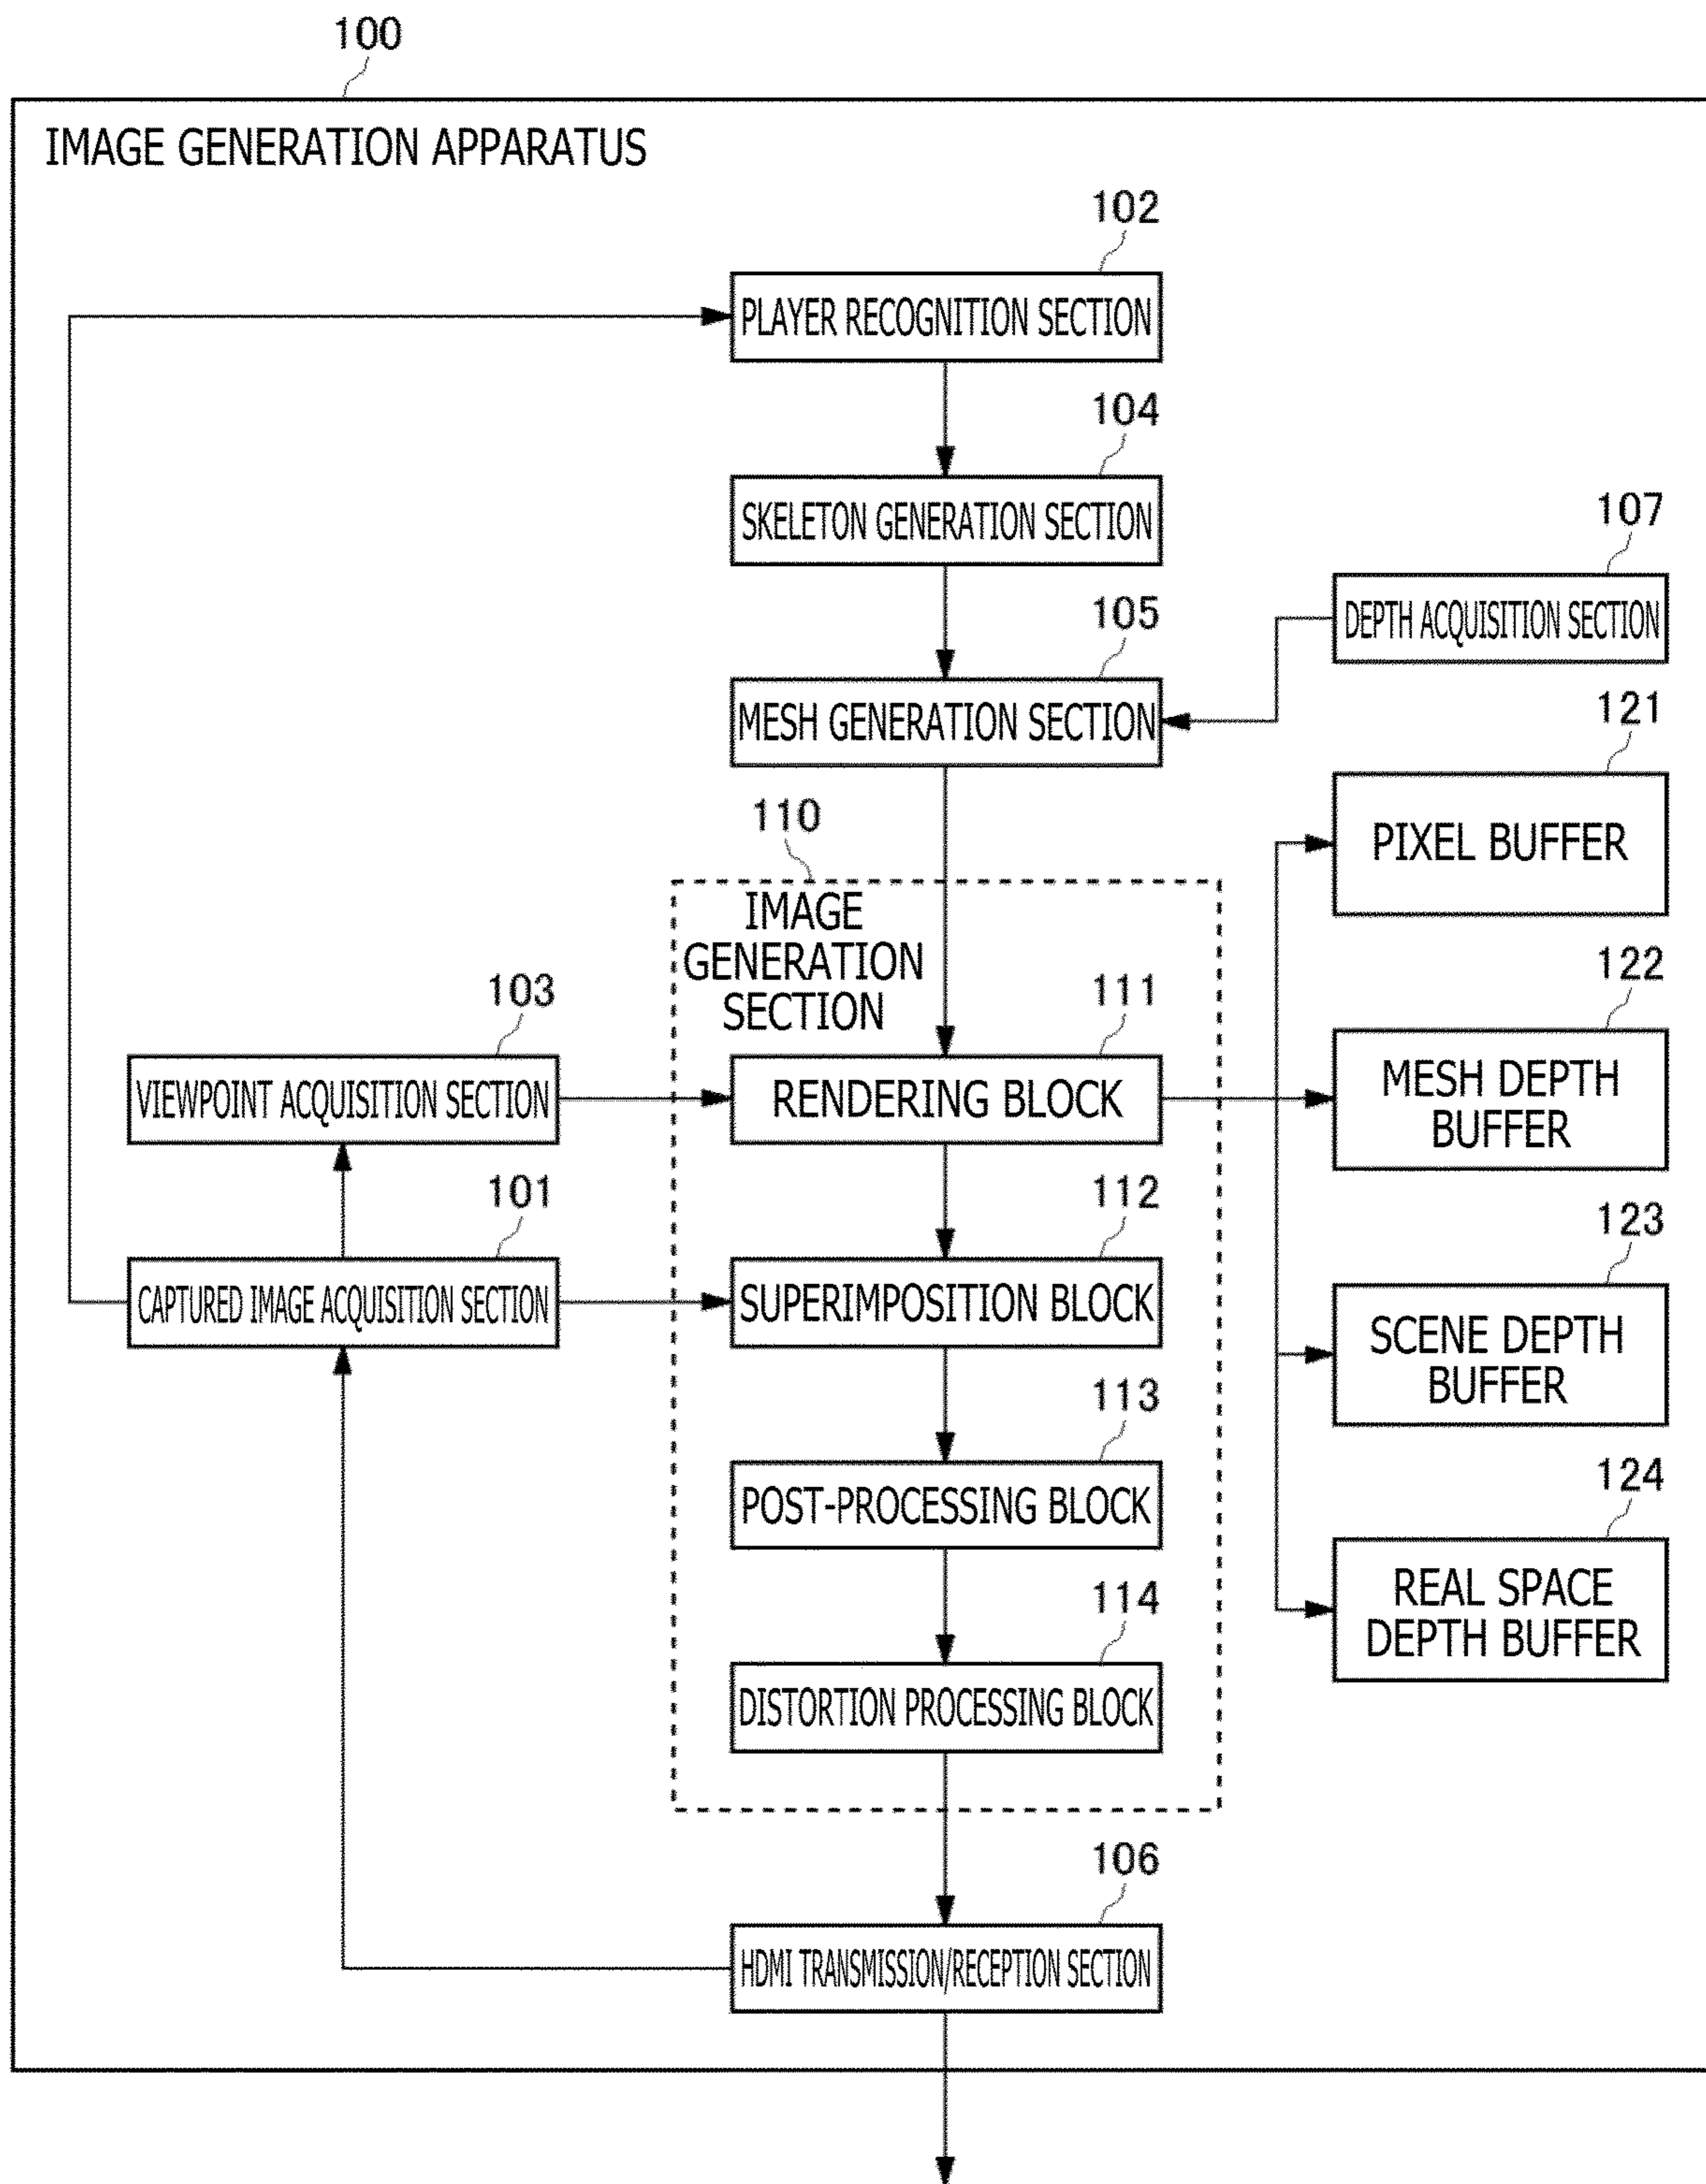 100
IMAGE GENERATION APPARATUS
102
PLAYER RECOGNITION SECTION
104
SKELETON GENERATION SECTION
107
DEPTH ACQUISITION SECTION
105
MESH GENERATION SECTION
121
PIXEL BUFFER
110
IMAGE
GENERATION
SECTION
103
VIEWPOINT ACQUISITION SECTION
111
RENDERING BLOCK
122
MESH DEPTH
BUFFER
101
CAPTURED IMAGE ACQUISITION SECTION
112
SUPERIMPOSITION BLOCK
123
SCENE DEPTH
BUFFER
113
POST-PROCESSING BLOCK
124
REAL SPACE
DEPTH BUFFER
114
DISTORTION PROCESSING BLOCK
106
HDMI TRANSMISSION/RECEPTION SECTION